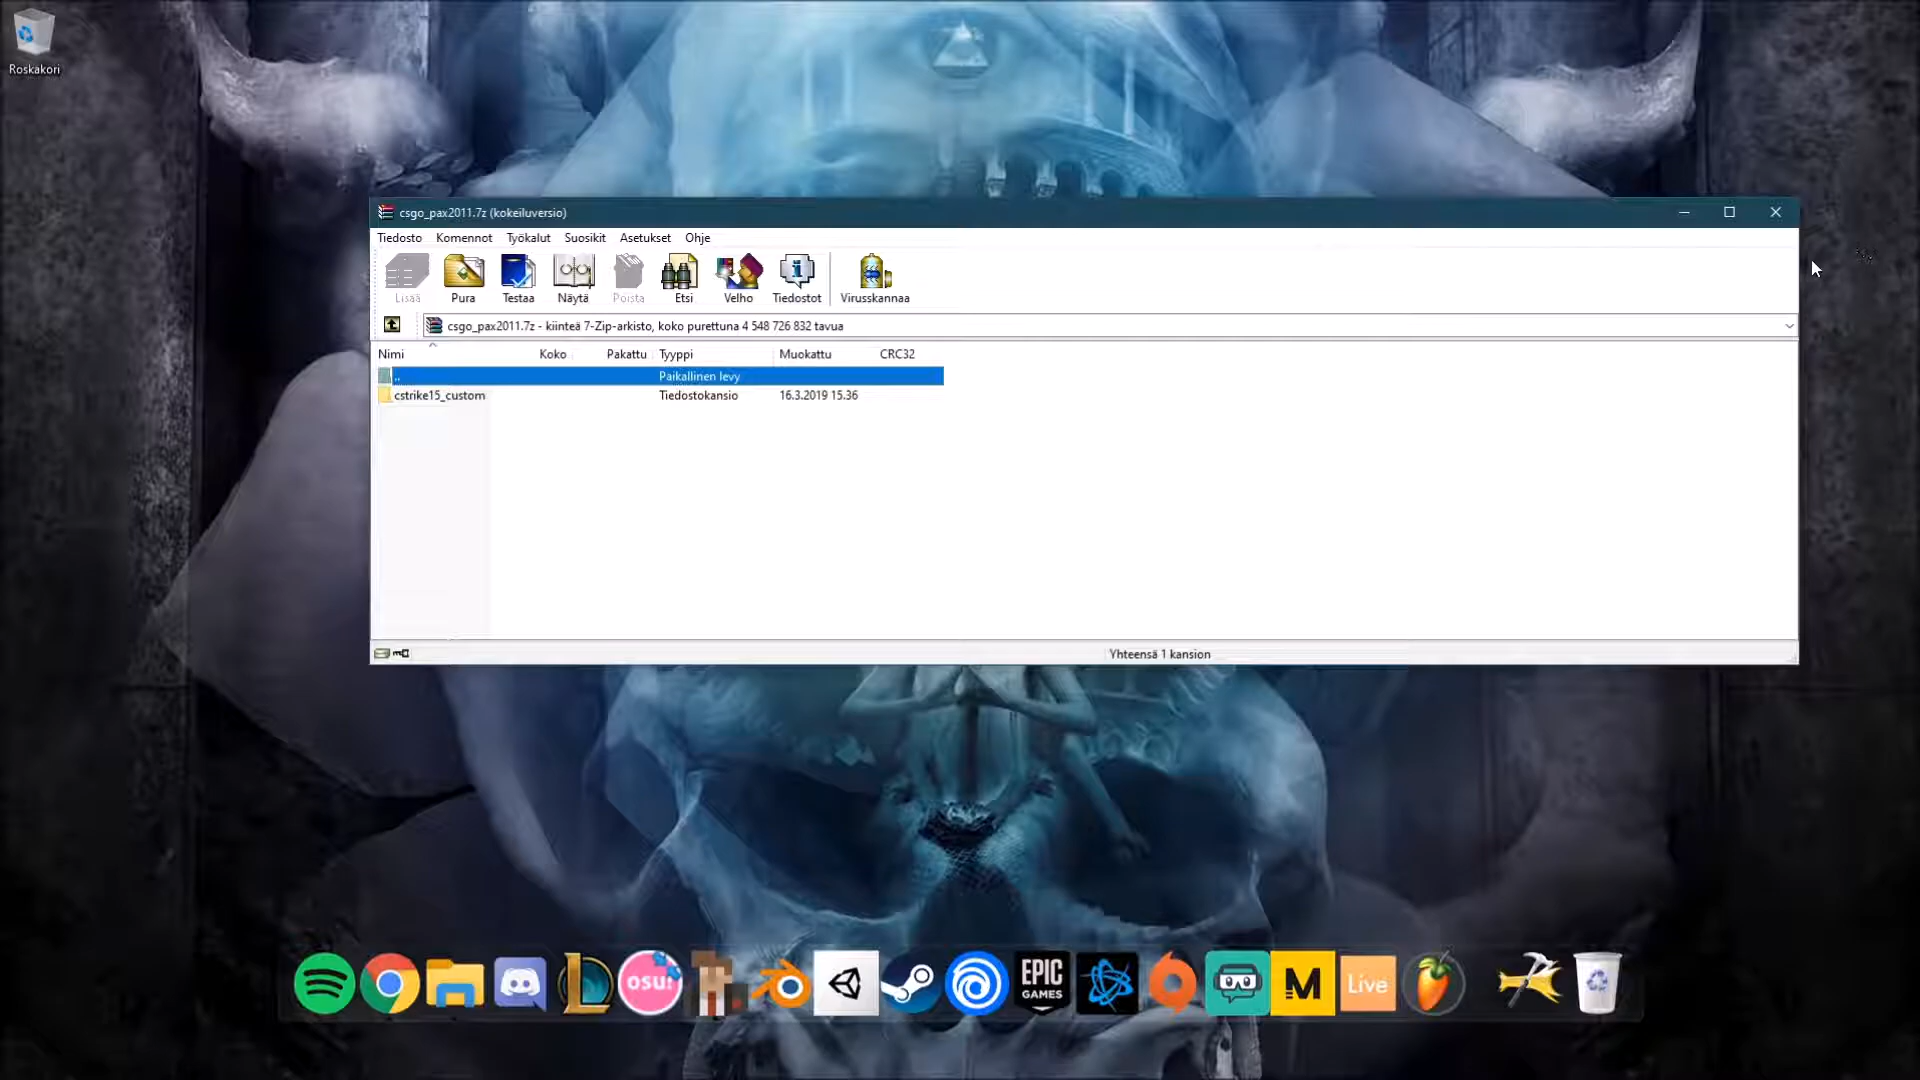 Roskakori
csgo_pax2011.7z (kokeiluversio)
Tiedosto Komennot Työkalut Suosikit Asetukset Ohje
Lisää Pura Testaa Näytä Poista Etsi Velho Tiedostot Virusskannaa
csgo_pax2011.7z - kiinteä 7-Zip-arkisto, koko purettuna 4 548 726 832 tavua
Nimi Koko Pakattu Tyyppi Muokattu CRC32
.. Paikallinen levy
cstrike15_custom Tiedostokansio 16.3.2019 15.36
Yhteensä 1 kansion
osu! EPIC GAMES M Live